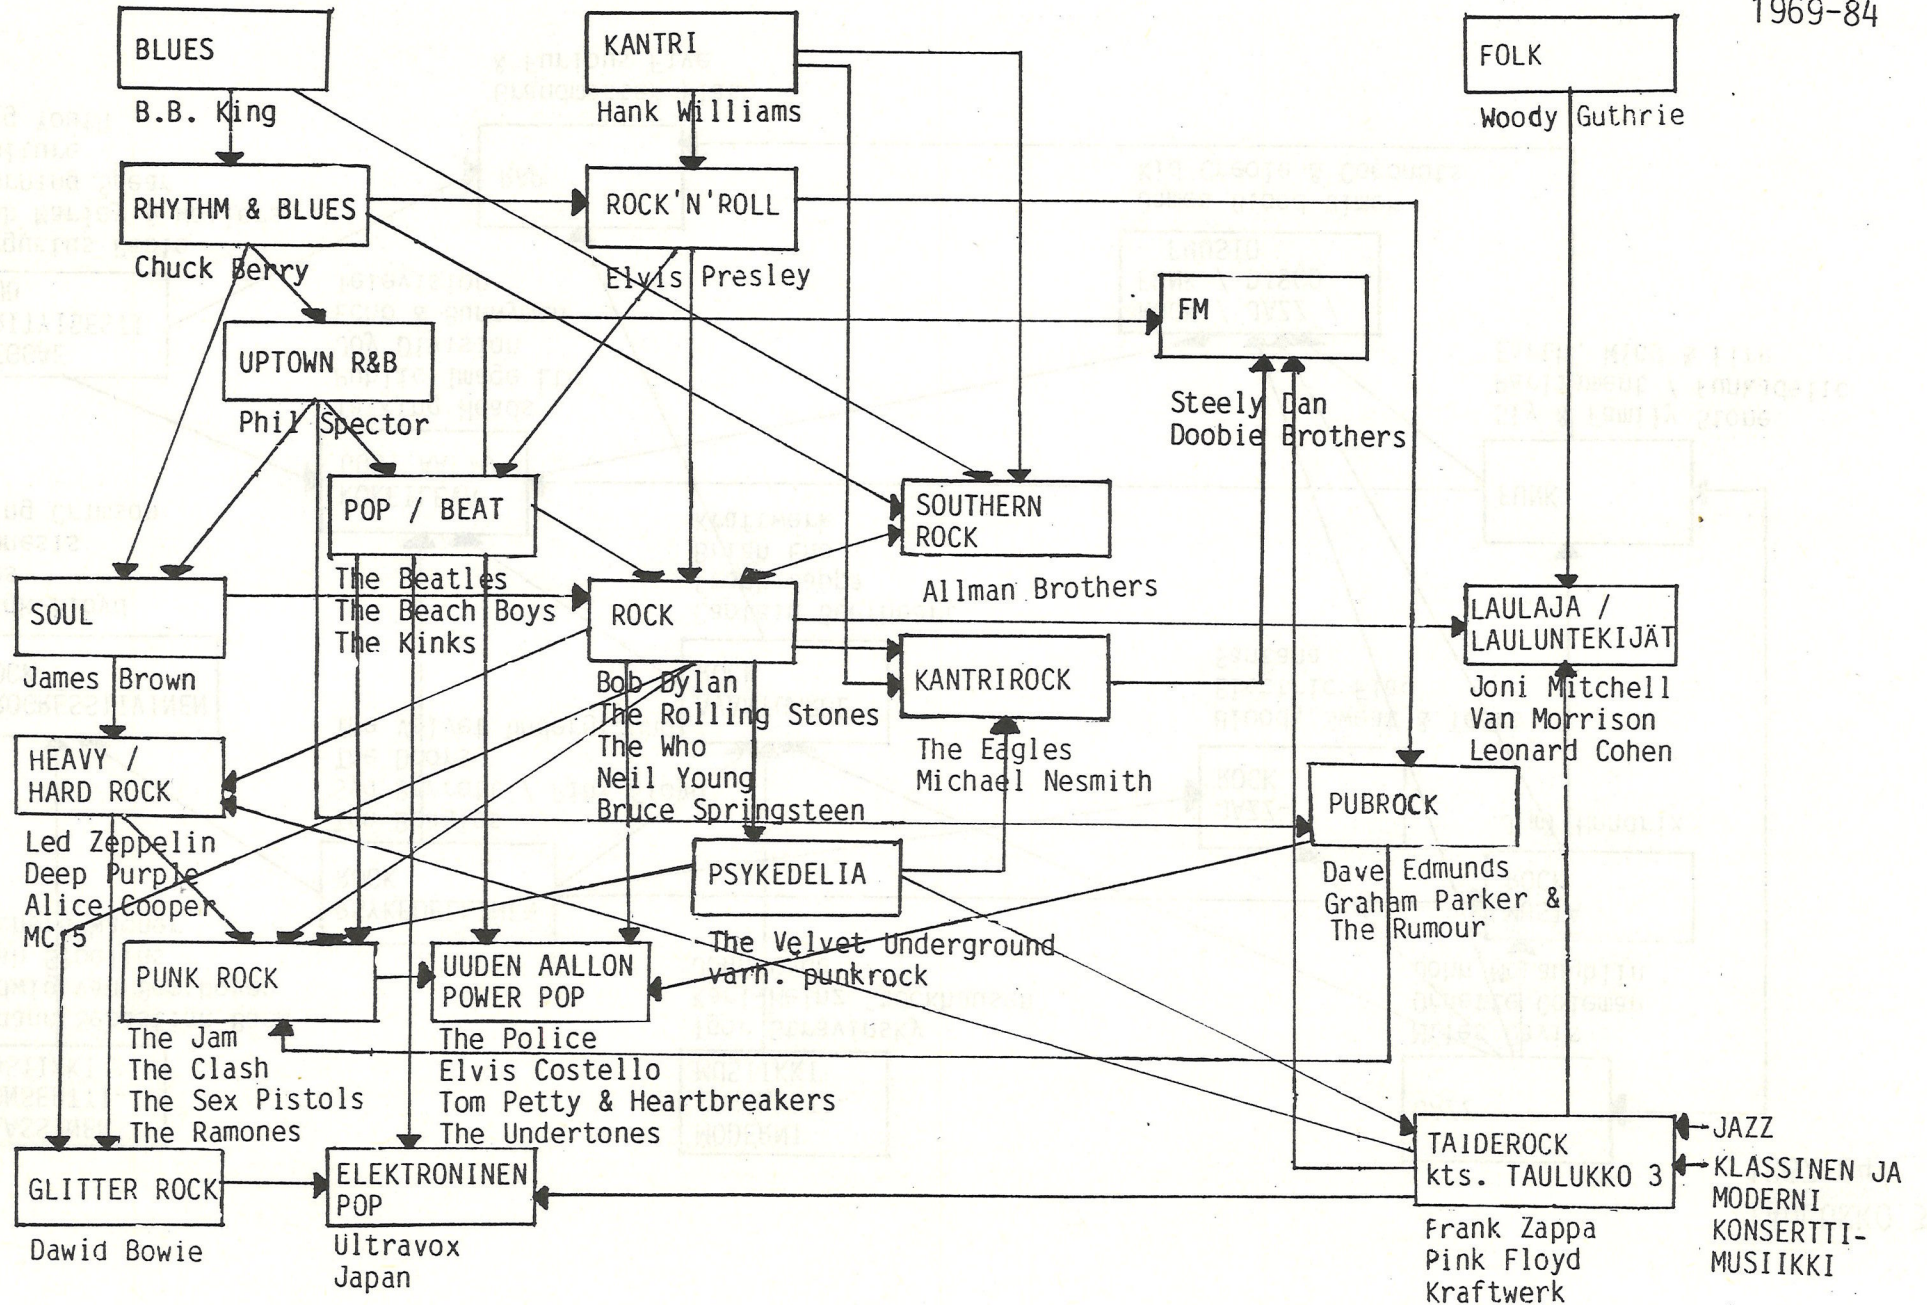 1969-84
BLUES
B.B. King
KANTRI
Hank Williams
FOLK
Woody Guthrie
RHYTHM & BLUES
Chuck Berry
ROCK'N'ROLL
Elvis Presley
FM
Steely Dan
Doobie Brothers
UPTOWN R&B
Phil Spector
POP / BEAT
The Beatles
The Beach Boys
The Kinks
SOUTHERN
ROCK
Allman Brothers
SOUL
James Brown
ROCK
Bob Dylan
The Rolling Stones
The Who
Neil Young
Bruce Springsteen
KANTRIROCK
The Eagles
Michael Nesmith
LAULAJA /
LAULUNTEKIJÄT
Joni Mitchell
Van Morrison
Leonard Cohen
HEAVY /
HARD ROCK
Led Zeppelin
Deep Purple
Alice Cooper
MC 5
PUBROCK
Dave Edmunds
Graham Parker &
The Rumour
PSYKEDELIA
The Velvet Underground
varh. punkrock
PUNK ROCK
The Jam
The Clash
The Sex Pistols
The Ramones
UUDEN AALLON
POWER POP
The Police
Elvis Costello
Tom Petty & Heartbreakers
The Undertones
GLITTER ROCK
Dawid Bowie
ELEKTRONINEN
POP
Ultravox
Japan
TAIDEROCK
kts. TAULUKKO 3
Frank Zappa
Pink Floyd
Kraftwerk
JAZZ
KLASSINEN JA
MODERNI
KONSERTTI-
MUSIIKKI